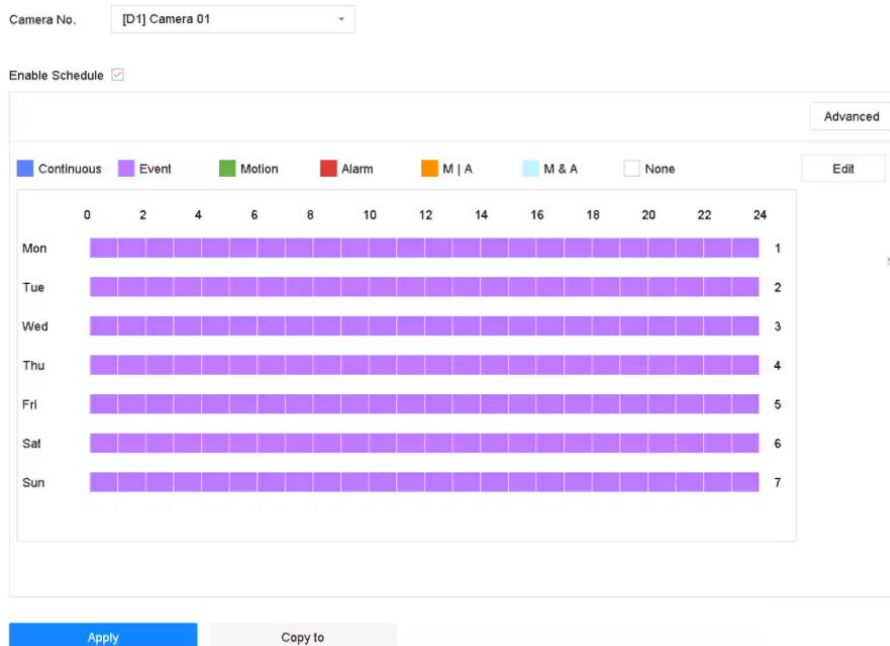 Camera No. [D1] Camera 01
Enable Schedule
Advanced
Continuous Event Motion Alarm M | A M & A None Edit
0 2 4 6 8 10 12 14 16 18 20 22 24
Mon 1
Tue 2
Wed 3
Thu 4
Fri 5
Sat 6
Sun 7
Apply Copy to